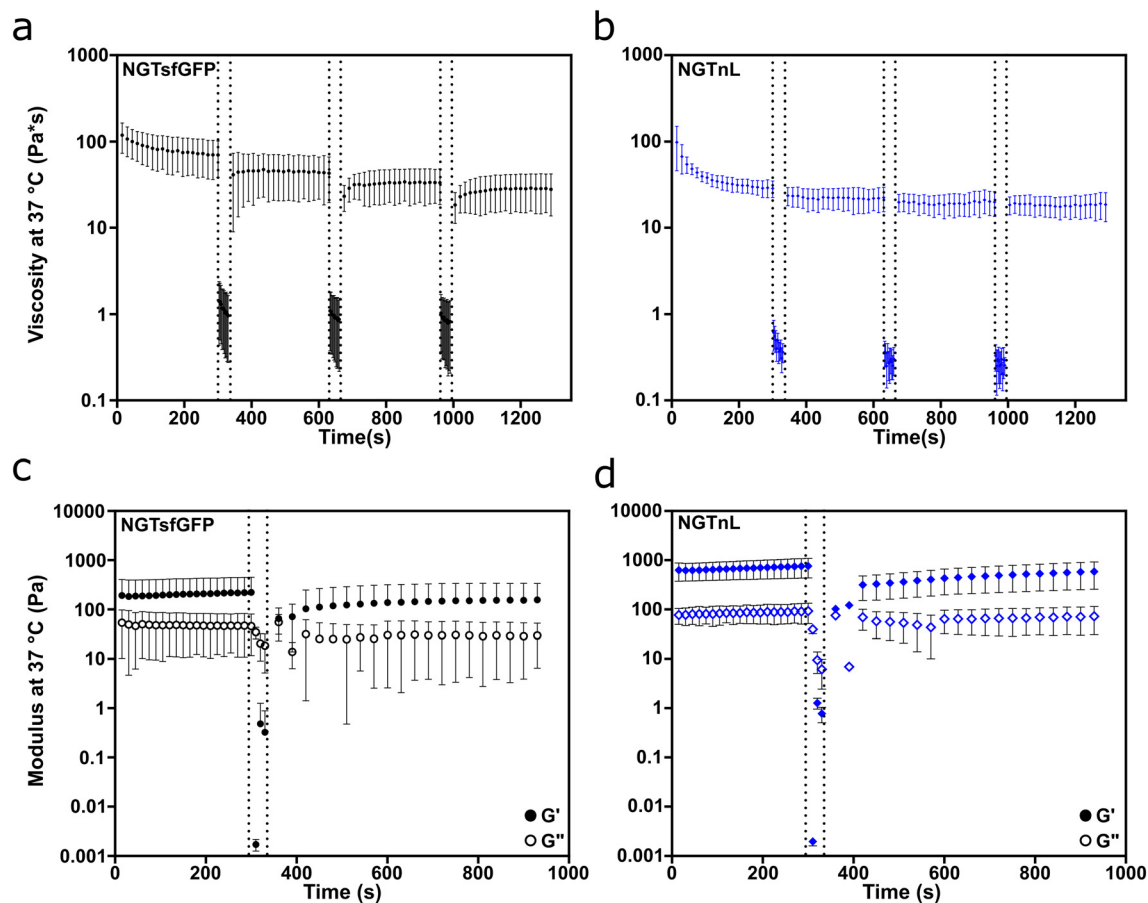 a
b
NGTsfGFP
NGTnL
Viscosity at 37 °C (Pa*s)
1000
100
10
1
0.1
0 200 400 600 800 1000 1200
Time(s)
1000
100
10
1
0.1
0 200 400 600 800 1000 1200
Time(s)
c
d
NGTsfGFP
NGTnL
Modulus at 37 °C (Pa)
10000
1000
100
10
1
0.1
0.01
0.001
0 200 400 600 800 1000
Time (s)
G'
G"
10000
1000
100
10
1
0.1
0.01
0.001
0 200 400 600 800 1000
Time (s)
G'
G"